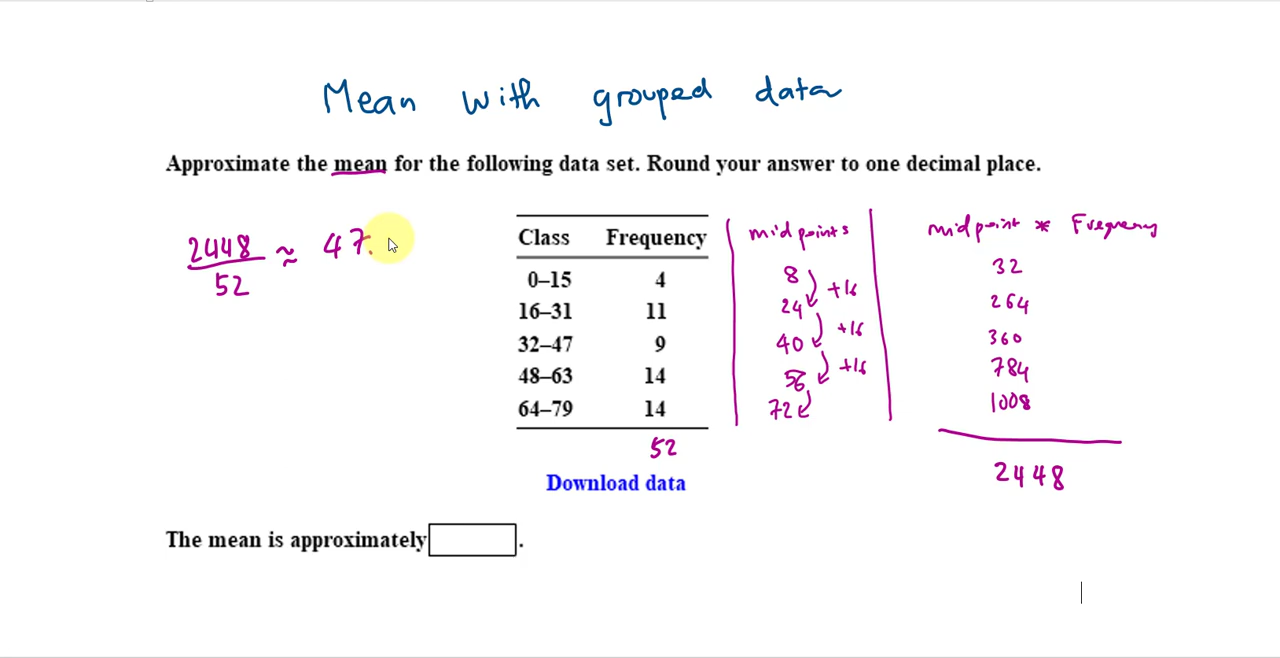 Mean with grouped data
Approximate the mean for the following data set. Round your answer to one decimal place.
2448
52
≈ 47.
Class Frequency midpoints midpoint * Frequency
0–15 4 8 32
+16
16–31 11 24 264
+16
32–47 9 40 360
+16
48–63 14 56 784
64–79 14 72 1008
52
2448
Download data
The mean is approximately .